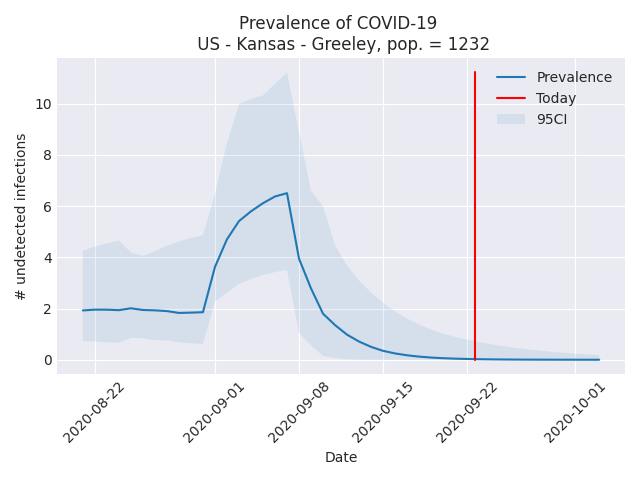 Prevalence of COVID-19
US - Kansas - Greeley, pop. = 1232
Prevalence
Today
95CI
# undetected infections
10
8
6
4
2
0
2020-08-22
2020-09-01
2020-09-08
2020-09-15
2020-09-22
2020-10-01
Date